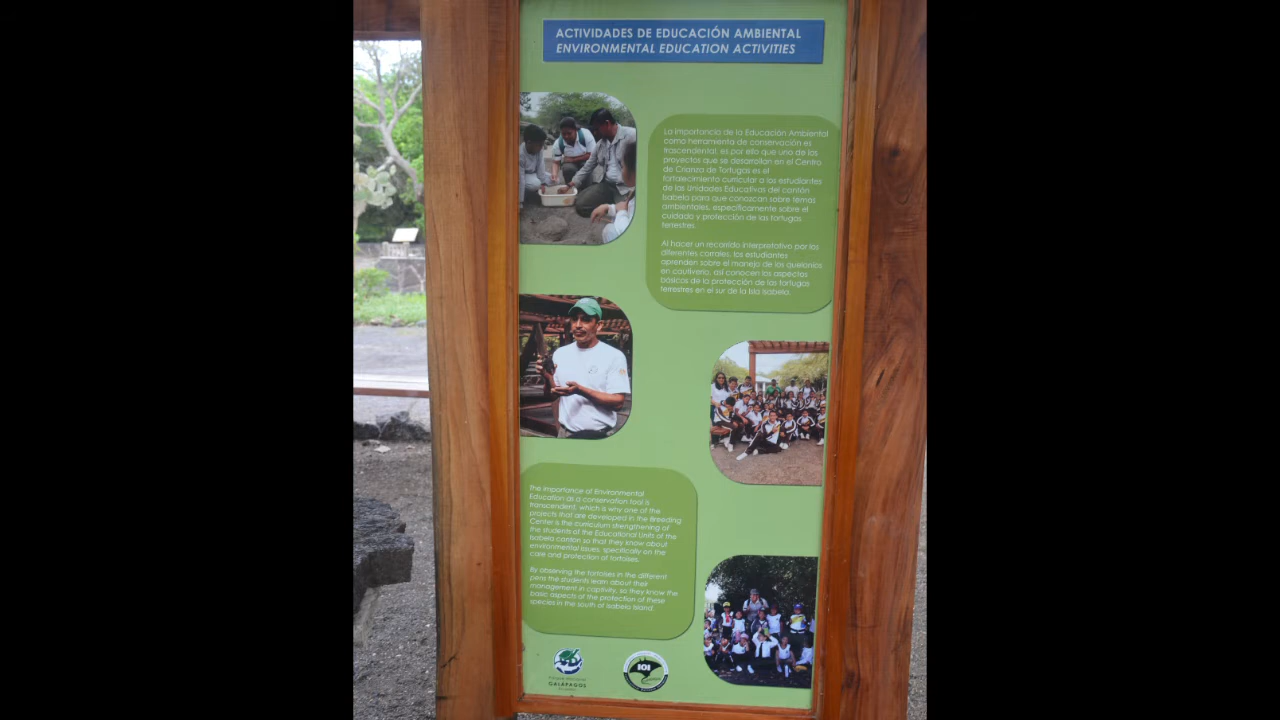 ACTIVIDADES DE EDUCACIÓN AMBIENTAL
ENVIRONMENTAL EDUCATION ACTIVITIES
La importancia de la Educación Ambiental
como herramienta de conservación es
trascendental, es por ello que uno de los
proyectos que se desarrollan en el Centro
de Crianza de Tortugas es el
fortalecimiento curricular a los estudiantes
de las Unidades Educativas del cantón
Isabela para que conozcan sobre temas
ambientales, específicamente sobre el
cuidado y protección de las tortugas
terrestres.
Al hacer un recorrido interpretativo por los
diferentes corrales, los estudiantes
aprenden sobre el manejo de los quelonios
en cautiverio, así conocen los aspectos
básicos de la protección de las tortugas
terrestres en el sur de la Isla Isabela.
The importance of Environmental
Education as a conservation tool is
transcendent, which is why one of the
projects that are developed in the Breeding
Center is the curriculum strengthening of
the students of the Educational Units of the
Isabela canton so that they know about
environmental issues, specifically on the
care and protection of tortoises.
By observing the tortoises in the different
pens the students learn about their
management in captivity, so they know the
basic aspects of the protection of these
species in the south of Isabela Island.
PARQUE NACIONAL
GALÁPAGOS
IOI